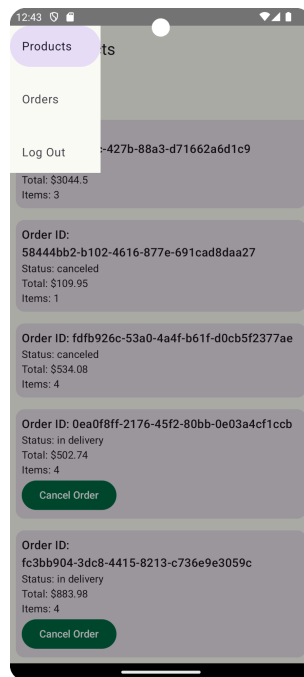 12:43
Products
ts
Orders
Log Out
-427b-88a3-d71662a6d1c9
Total: $3044.5
Items: 3
Order ID:
58444bb2-b102-4616-877e-691cad8daa27
Status: canceled
Total: $109.95
Items: 1
Order ID: fdfb926c-53a0-4a4f-b61f-d0cb5f2377ae
Status: canceled
Total: $534.08
Items: 4
Order ID: 0ea0f8ff-2176-45f2-80bb-0e03a4cf1ccb
Status: in delivery
Total: $502.74
Items: 4
Cancel Order
Order ID:
fc3bb904-3dc8-4415-8213-c736e9e3059c
Status: in delivery
Total: $883.98
Items: 4
Cancel Order